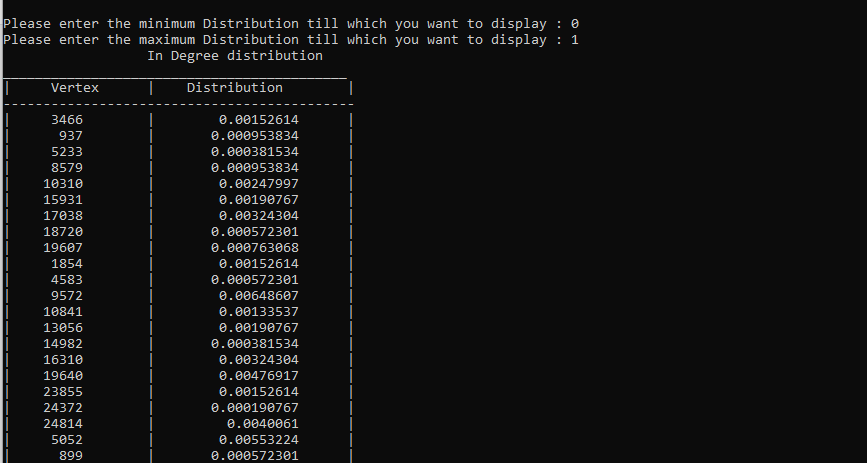 Please enter the minimum Distribution till which you want to display : 0
Please enter the maximum Distribution till which you want to display : 1
In Degree distribution
| Vertex | Distribution |
| 3466 | 0.00152614 |
| 937 | 0.000953834 |
| 5233 | 0.000381534 |
| 8579 | 0.000953834 |
| 10310 | 0.00247997 |
| 15931 | 0.00190767 |
| 17038 | 0.00324304 |
| 18720 | 0.000572301 |
| 19607 | 0.000763068 |
| 1854 | 0.00152614 |
| 4583 | 0.000572301 |
| 9572 | 0.00648607 |
| 10841 | 0.00133537 |
| 13056 | 0.00190767 |
| 14982 | 0.000381534 |
| 16310 | 0.00324304 |
| 19640 | 0.00476917 |
| 23855 | 0.00152614 |
| 24372 | 0.000190767 |
| 24814 | 0.0040061 |
| 5052 | 0.00553224 |
| 899 | 0.000572301 |